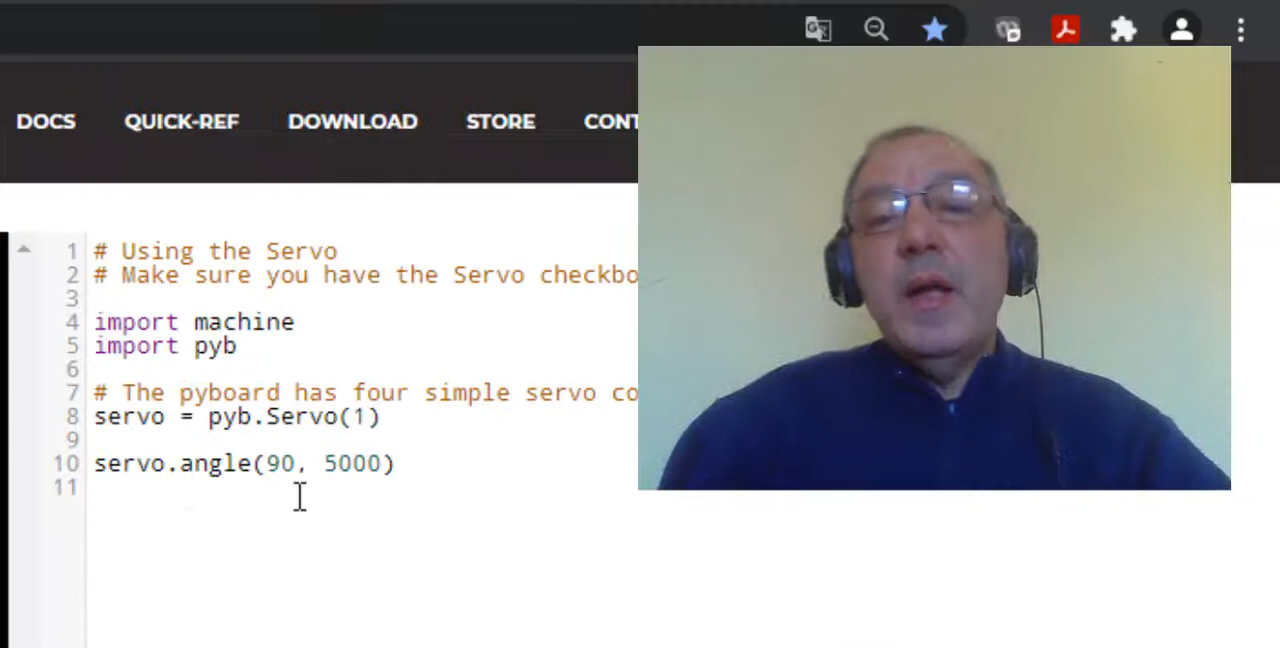 DOCS QUICK-REF DOWNLOAD STORE CONT
1 # Using the Servo
2 # Make sure you have the Servo checkbo
3
4 import machine
5 import pyb
6
7 # The pyboard has four simple servo co
8 servo = pyb.Servo(1)
9
10 servo.angle(90, 5000)
11